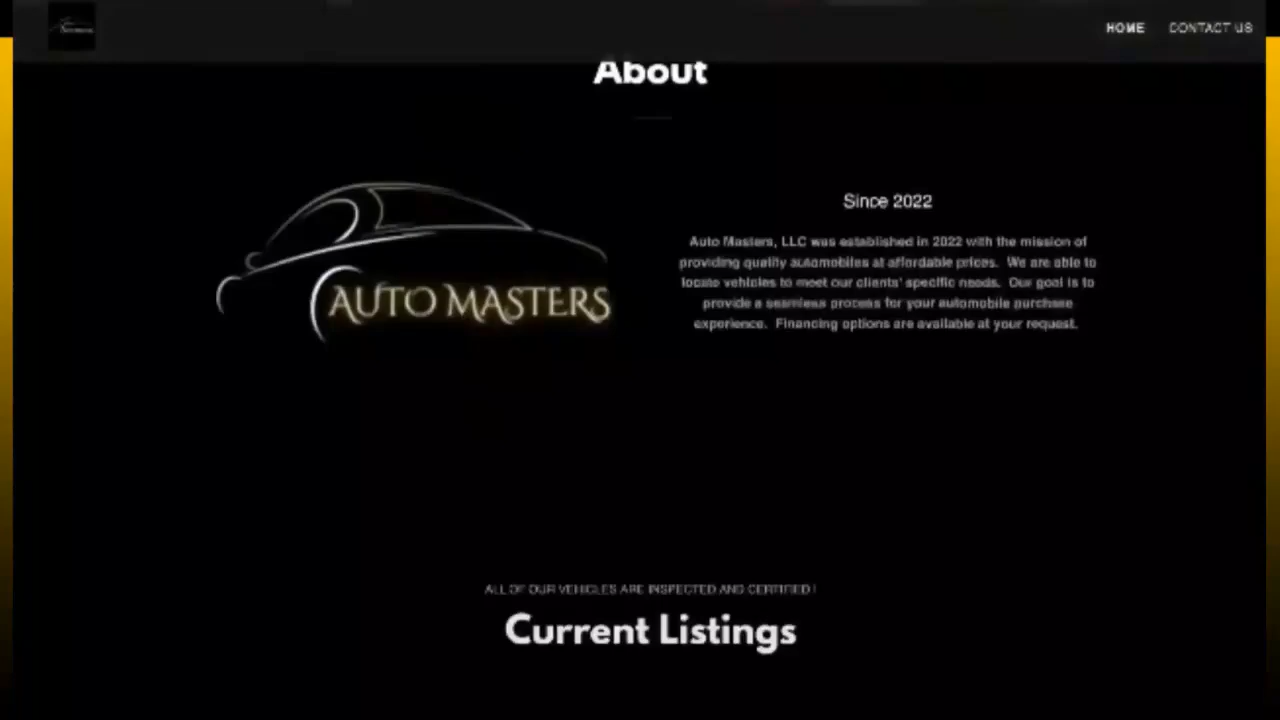 HOME CONTACT US
About
AUTO MASTERS
Since 2022
Auto Masters, LLC was established in 2022 with the mission of
providing quality automobiles at affordable prices. We are able to
locate vehicles to meet our clients' specific needs. Our goal is to
provide a seamless process for your automobile purchase
experience. Financing options are available at your request.
ALL OF OUR VEHICLES ARE INSPECTED AND CERTIFIED!
Current Listings